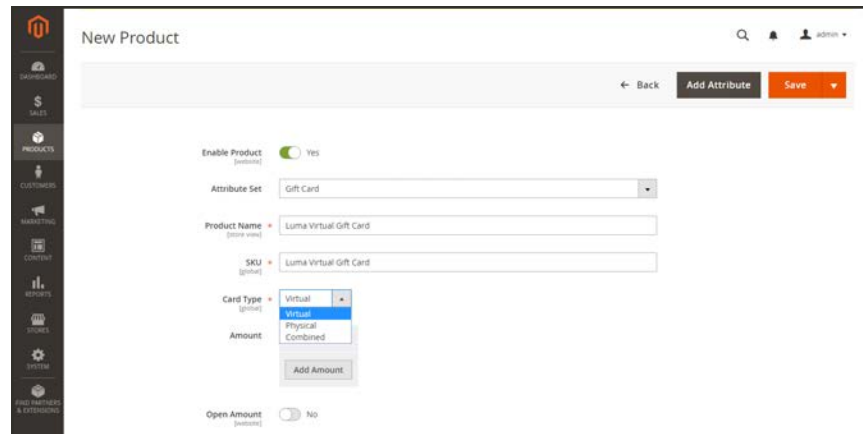 New Product
admin
DASHBOARD
SALES
PRODUCTS
CUSTOMERS
MARKETING
CONTENT
REPORTS
STORES
SYSTEM
FIND PARTNERS
& EXTENSIONS
Back
Add Attribute
Save
Enable Product
[website]
Yes
Attribute Set
Gift Card
Product Name *
[store view]
Luma Virtual Gift Card
SKU *
[global]
Luma Virtual Gift Card
Card Type *
[global]
Virtual
Virtual
Physical
Combined
Amount
Add Amount
Open Amount
[website]
No